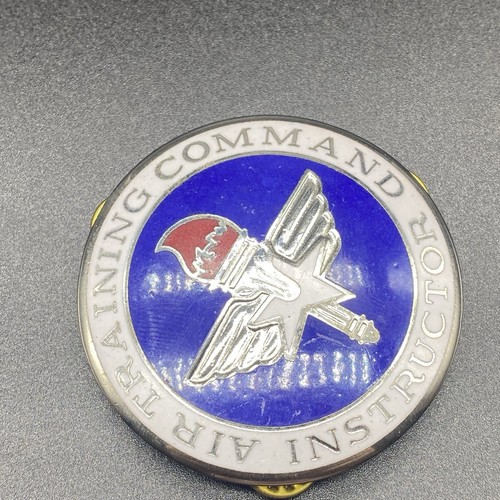 AIR TRAINING COMMAND INSTRUCTOR